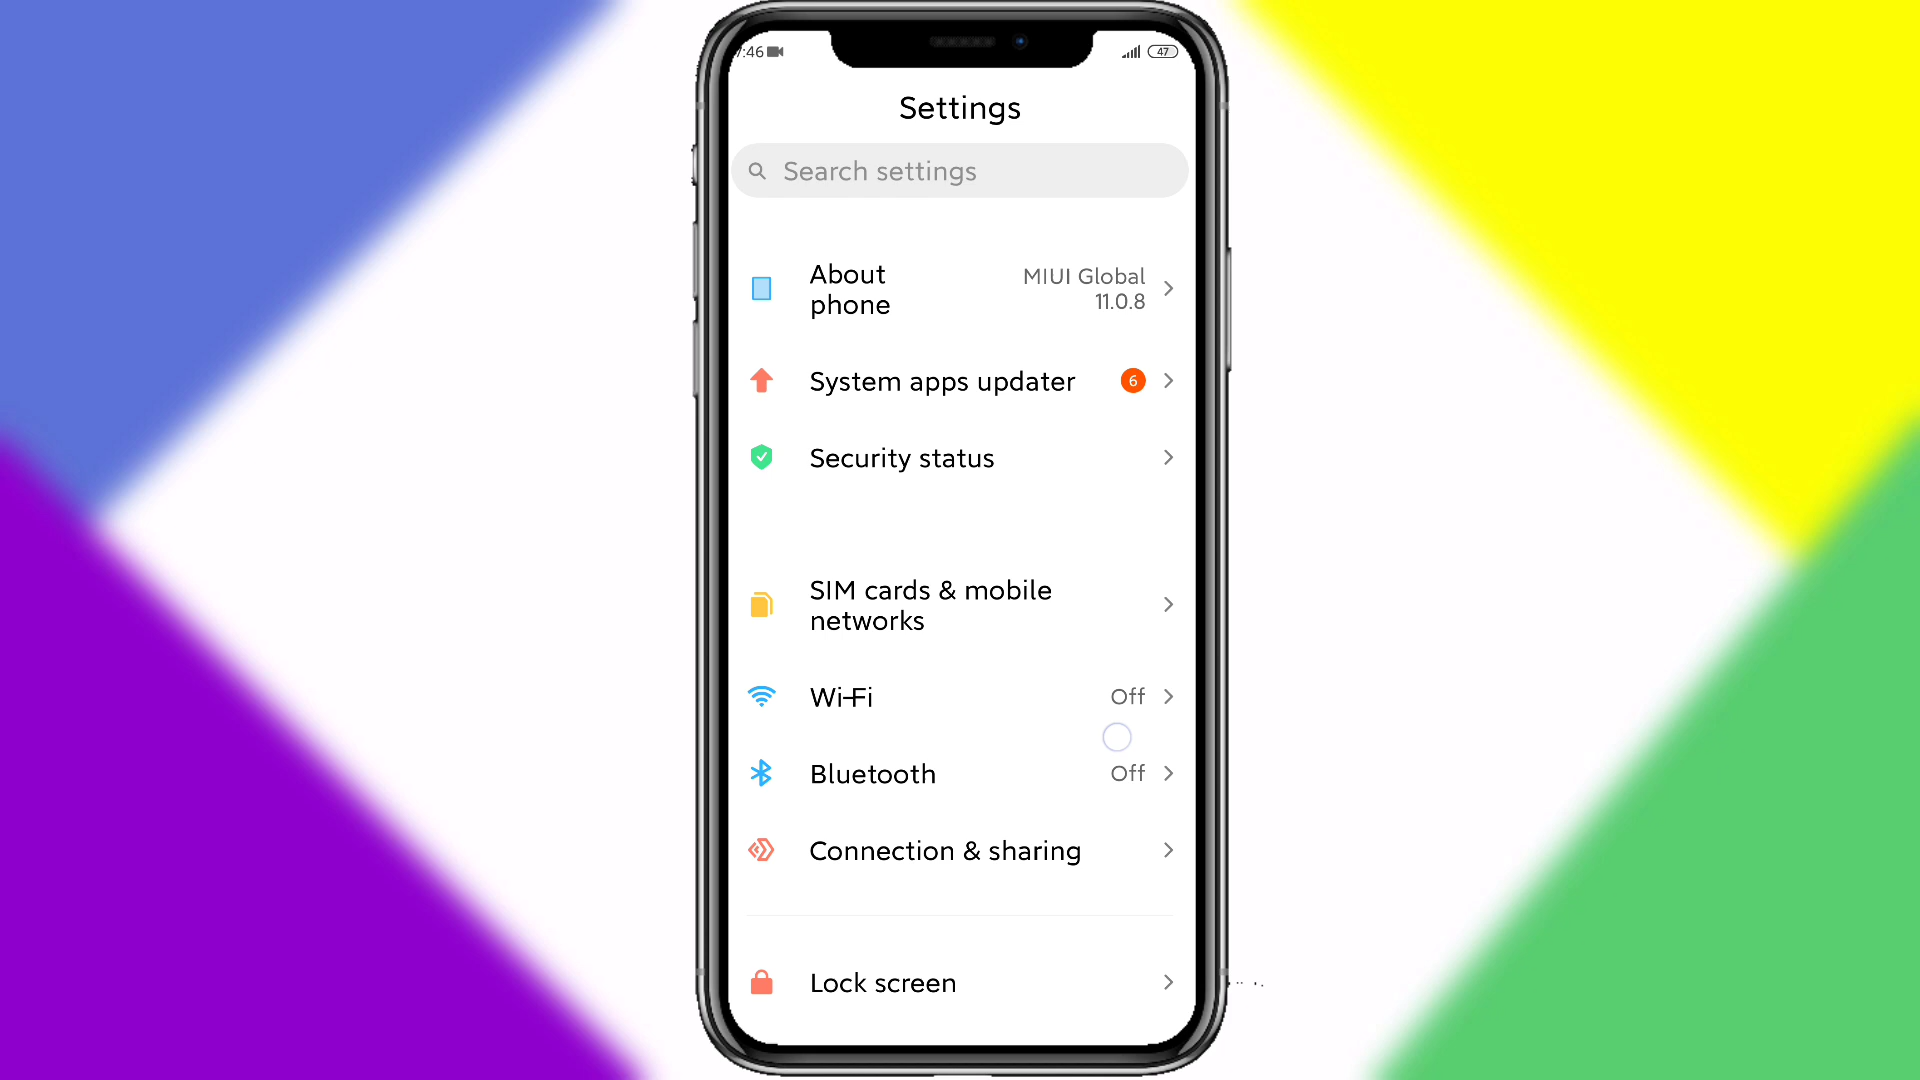 7:46 47
Settings
Search settings
About
phone
MIUI Global
11.0.8
System apps updater 6
Security status
SIM cards & mobile
networks
Wi-Fi Off
Bluetooth Off
Connection & sharing
Lock screen